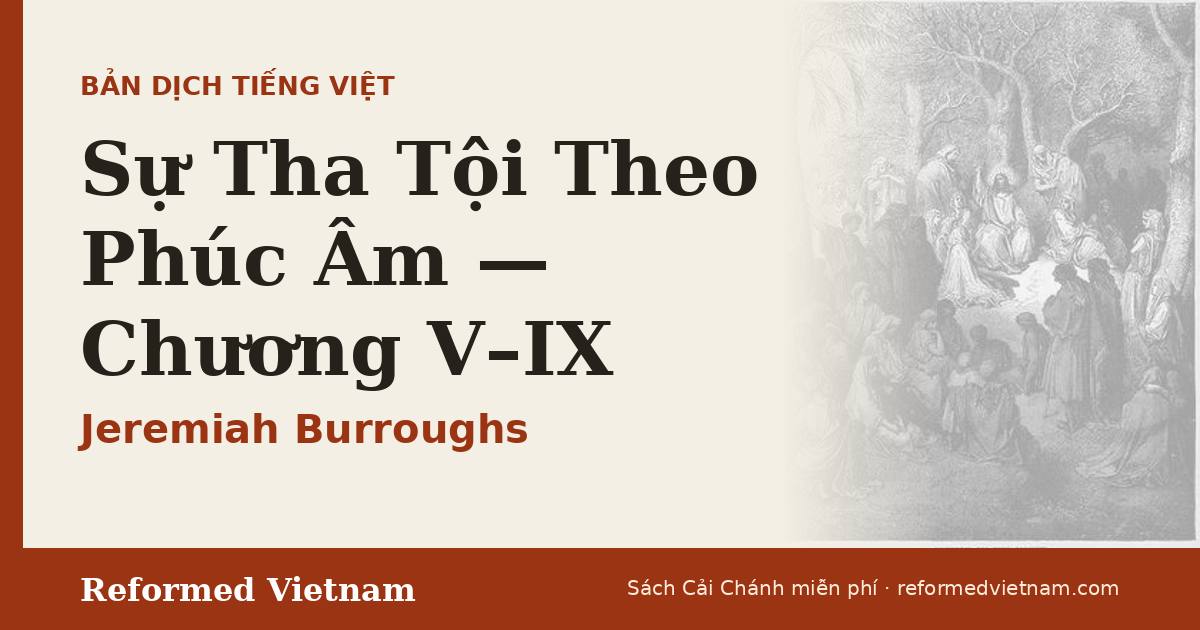 BẢN DỊCH TIẾNG VIỆT
Sự Tha Tội Theo
Phúc Âm —
Chương V–IX
Jeremiah Burroughs
Reformed Vietnam
Sách Cải Chánh miễn phí · reformedvietnam.com